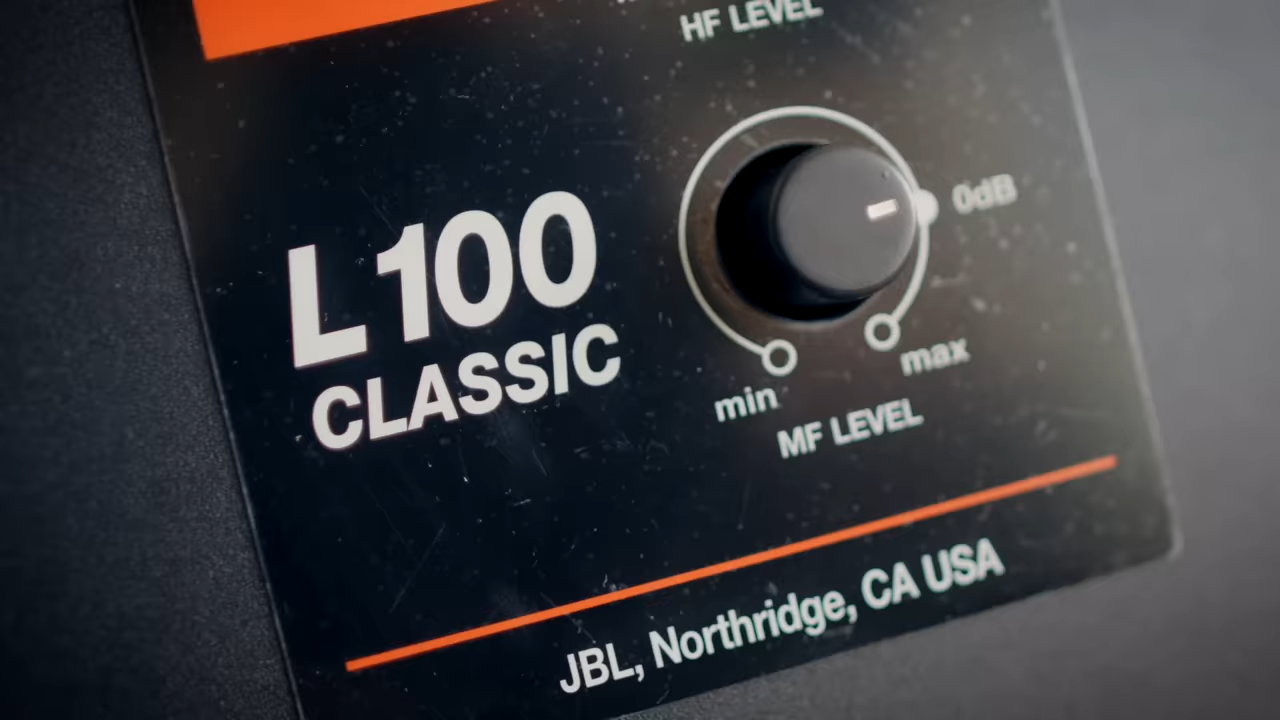 HF LEVEL
0dB
L100
CLASSIC
max
min
MF LEVEL
JBL, Northridge, CA USA